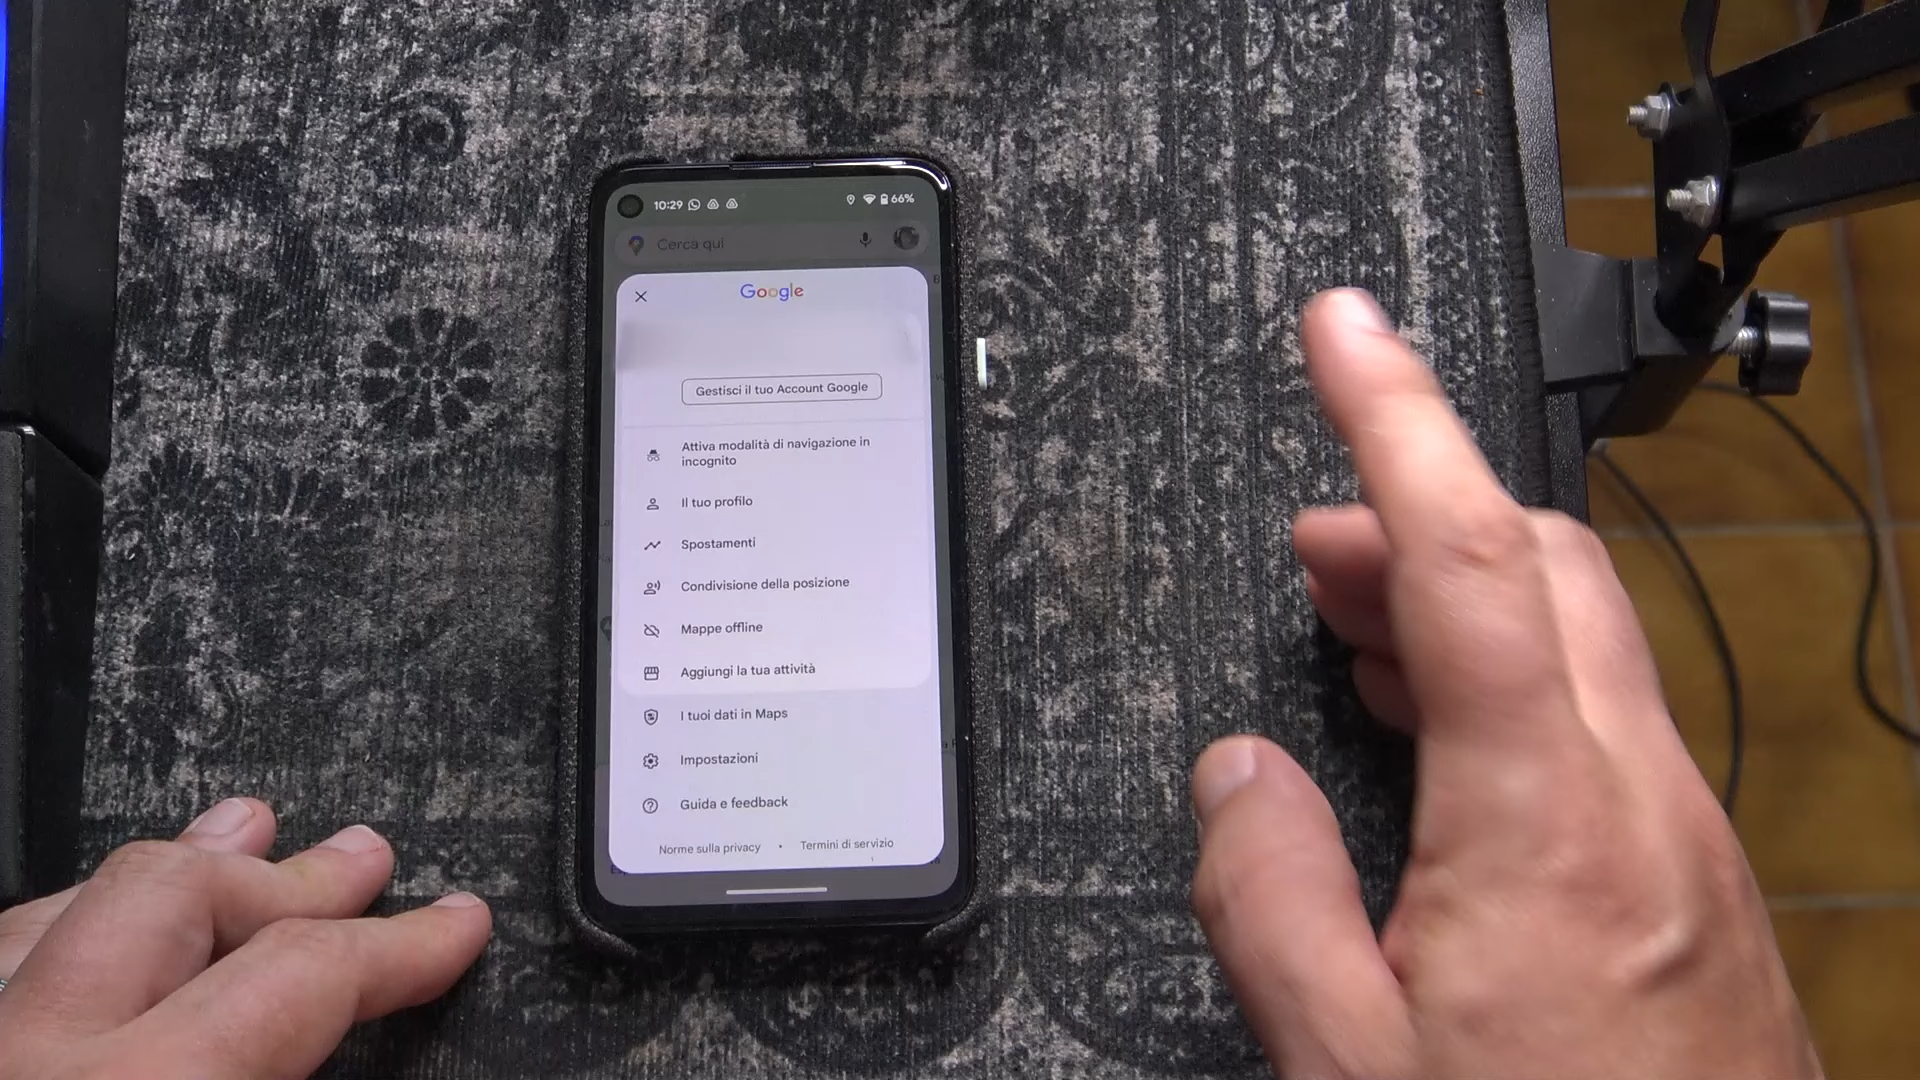 10:29
66%
Cerca qui
Google
Gestisci il tuo Account Google
Attiva modalità di navigazione in
incognito
Il tuo profilo
Spostamenti
Condivisione della posizione
Mappe offline
Aggiungi la tua attività
I tuoi dati in Maps
Impostazioni
Guida e feedback
Norme sulla privacy • Termini di servizio